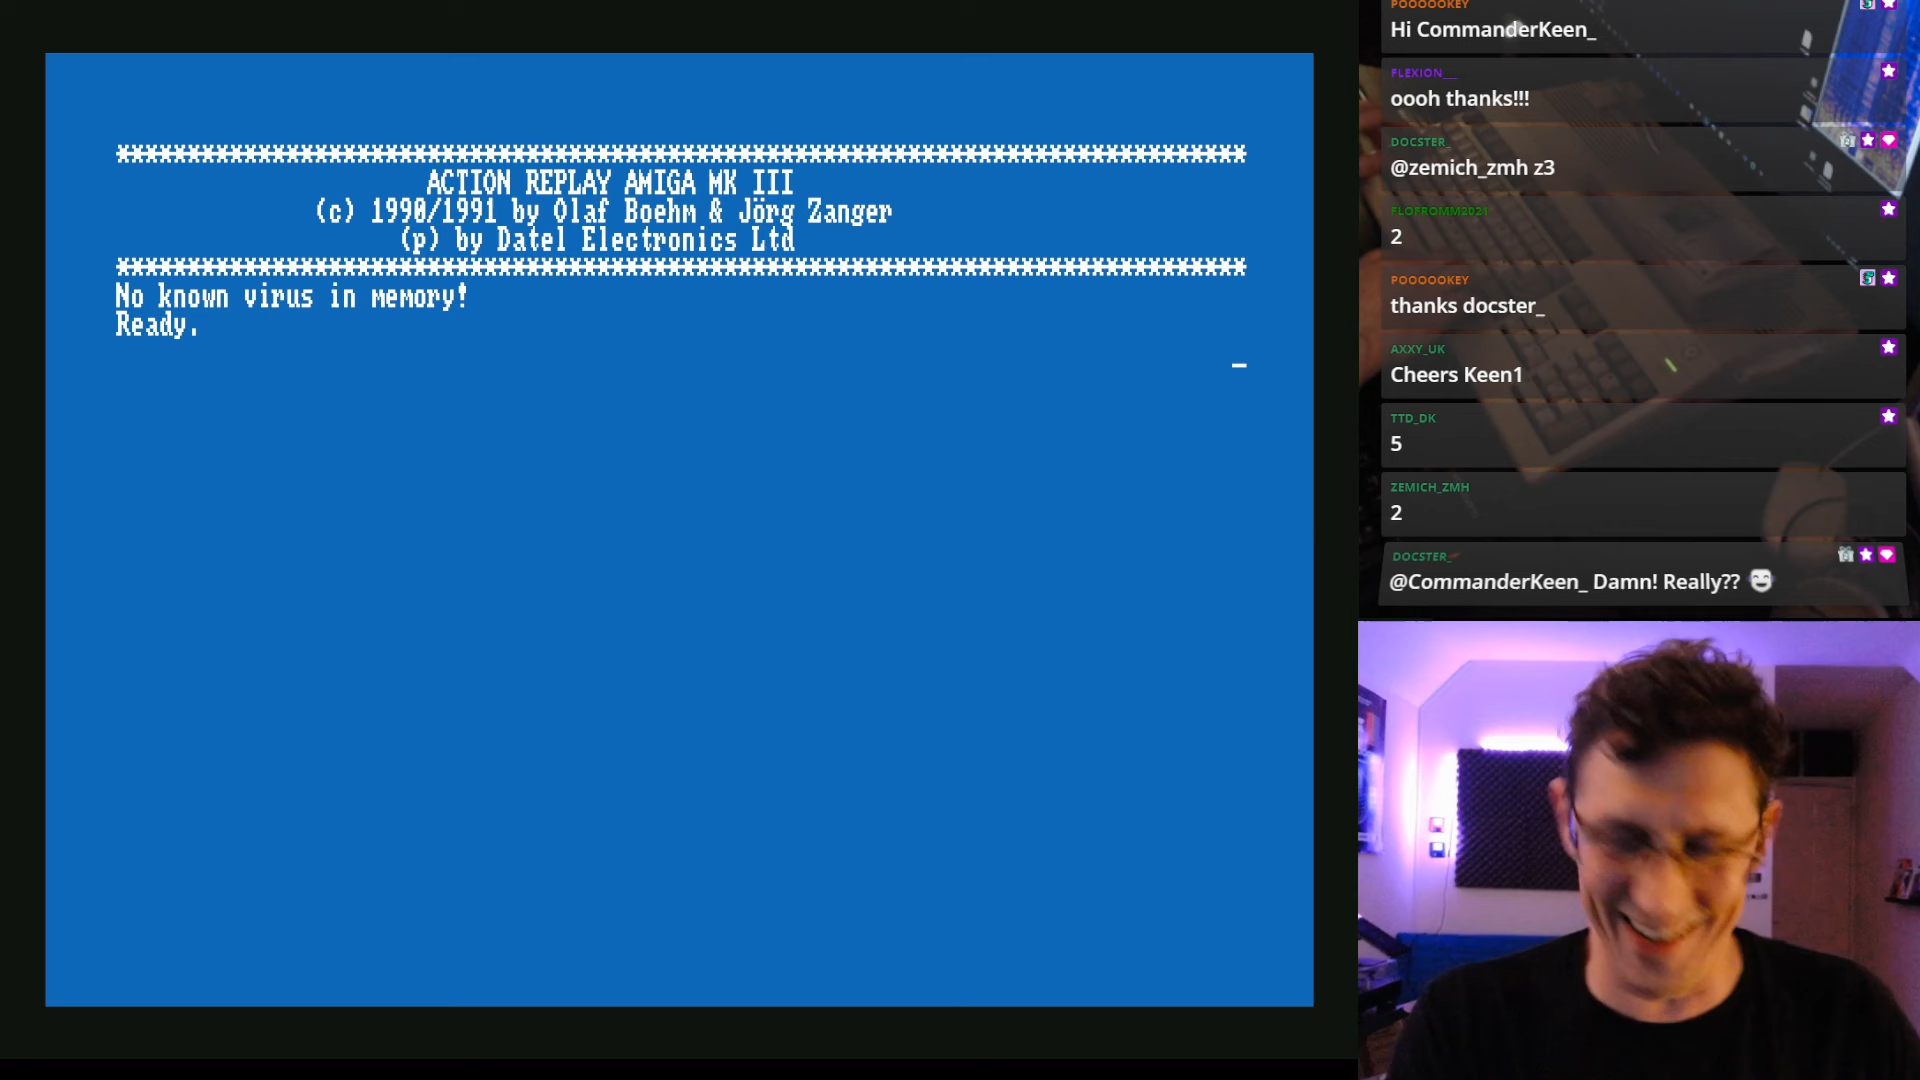 *********************************************************************************
ACTION REPLAY AMIGA MK III
(c) 1990/1991 by Olaf Boehm & Jörg Zanger
(p) by Datel Electronics Ltd
*********************************************************************************
No known virus in memory!
Ready.
_
POOOOOKEY
Hi CommanderKeen_
FLEXION__
oooh thanks!!!
DOCSTER_
@zemich_zmh z3
FLOFROMM2021
2
POOOOOKEY
thanks docster_
AXXY_UK
Cheers Keen1
TTD_DK
5
ZEMICH_ZMH
2
DOCSTER_
@CommanderKeen_ Damn! Really??